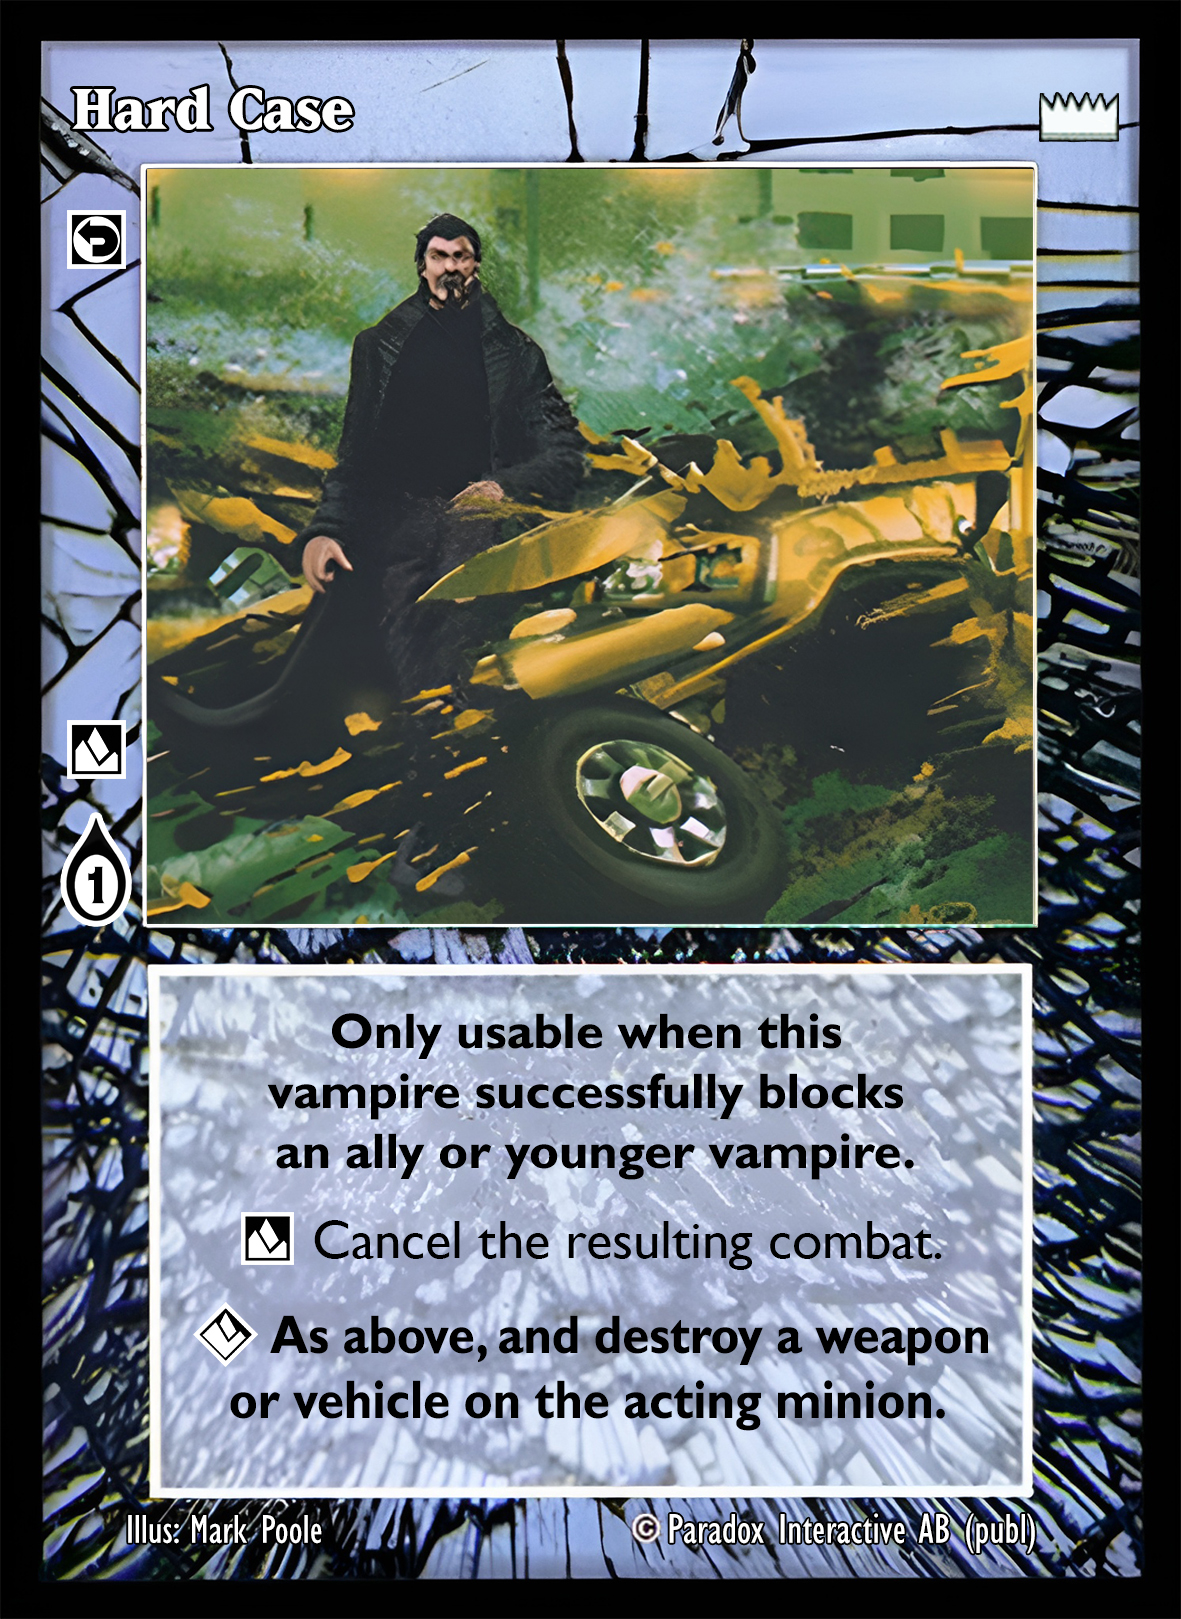 Hard Case
1
Only usable when this
vampire successfully blocks
an ally or younger vampire.
Cancel the resulting combat.
As above, and destroy a weapon
or vehicle on the acting minion.
Illus: Mark Poole
© Paradox Interactive AB (publ)